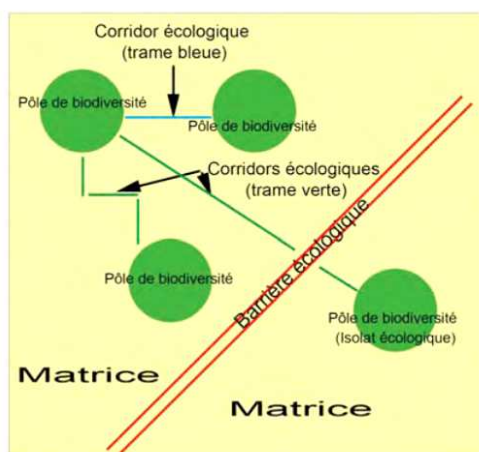 Corridor écologique
(trame bleue)
Pôle de biodiversité
Pôle de biodiversité
Corridors écologiques
(trame verte)
Barrière écologique
Pôle de biodiversité
Pôle de biodiversité
(Isolat écologique)
Matrice
Matrice